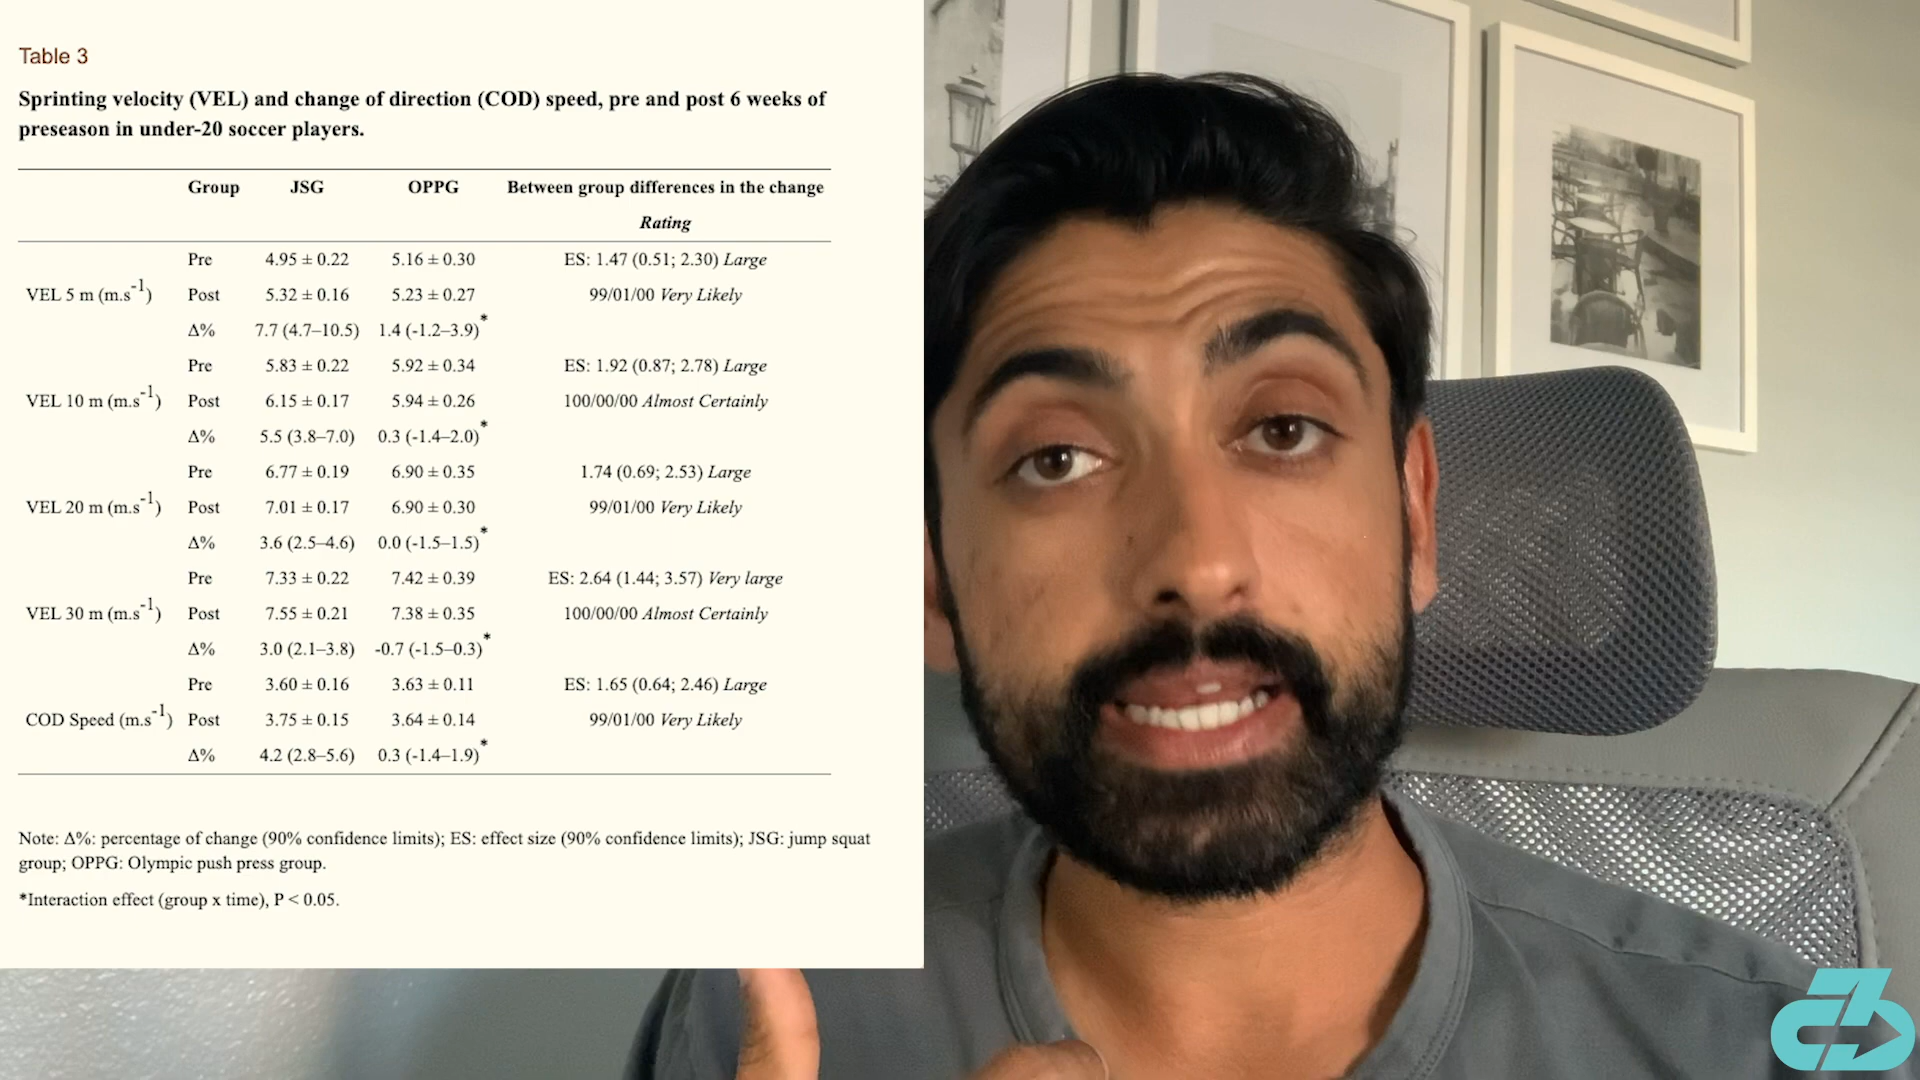 Table 3
Sprinting velocity (VEL) and change of direction (COD) speed, pre and post 6 weeks of
preseason in under-20 soccer players.
Group JSG OPPG Between group differences in the change
Rating
Pre 4.95 ± 0.22 5.16 ± 0.30 ES: 1.47 (0.51; 2.30) Large
VEL 5 m (m.s-1) Post 5.32 ± 0.16 5.23 ± 0.27 99/01/00 Very Likely
Δ% 7.7 (4.7–10.5) 1.4 (-1.2–3.9)*
Pre 5.83 ± 0.22 5.92 ± 0.34 ES: 1.92 (0.87; 2.78) Large
VEL 10 m (m.s-1) Post 6.15 ± 0.17 5.94 ± 0.26 100/00/00 Almost Certainly
Δ% 5.5 (3.8–7.0) 0.3 (-1.4–2.0)*
Pre 6.77 ± 0.19 6.90 ± 0.35 1.74 (0.69; 2.53) Large
VEL 20 m (m.s-1) Post 7.01 ± 0.17 6.90 ± 0.30 99/01/00 Very Likely
Δ% 3.6 (2.5–4.6) 0.0 (-1.5–1.5)*
Pre 7.33 ± 0.22 7.42 ± 0.39 ES: 2.64 (1.44; 3.57) Very large
VEL 30 m (m.s-1) Post 7.55 ± 0.21 7.38 ± 0.35 100/00/00 Almost Certainly
Δ% 3.0 (2.1–3.8) -0.7 (-1.5–0.3)*
Pre 3.60 ± 0.16 3.63 ± 0.11 ES: 1.65 (0.64; 2.46) Large
COD Speed (m.s-1) Post 3.75 ± 0.15 3.64 ± 0.14 99/01/00 Very Likely
Δ% 4.2 (2.8–5.6) 0.3 (-1.4–1.9)*
Note: Δ%: percentage of change (90% confidence limits); ES: effect size (90% confidence limits); JSG: jump squat
group; OPPG: Olympic push press group.
*Interaction effect (group x time), P < 0.05.